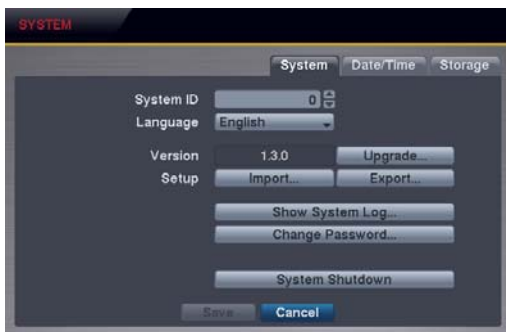 SYSTEM
System Date/Time Storage
System ID 0
Language English
Version 1.3.0 Upgrade...
Setup Import... Export...
Show System Log...
Change Password...
System Shutdown
Save Cancel